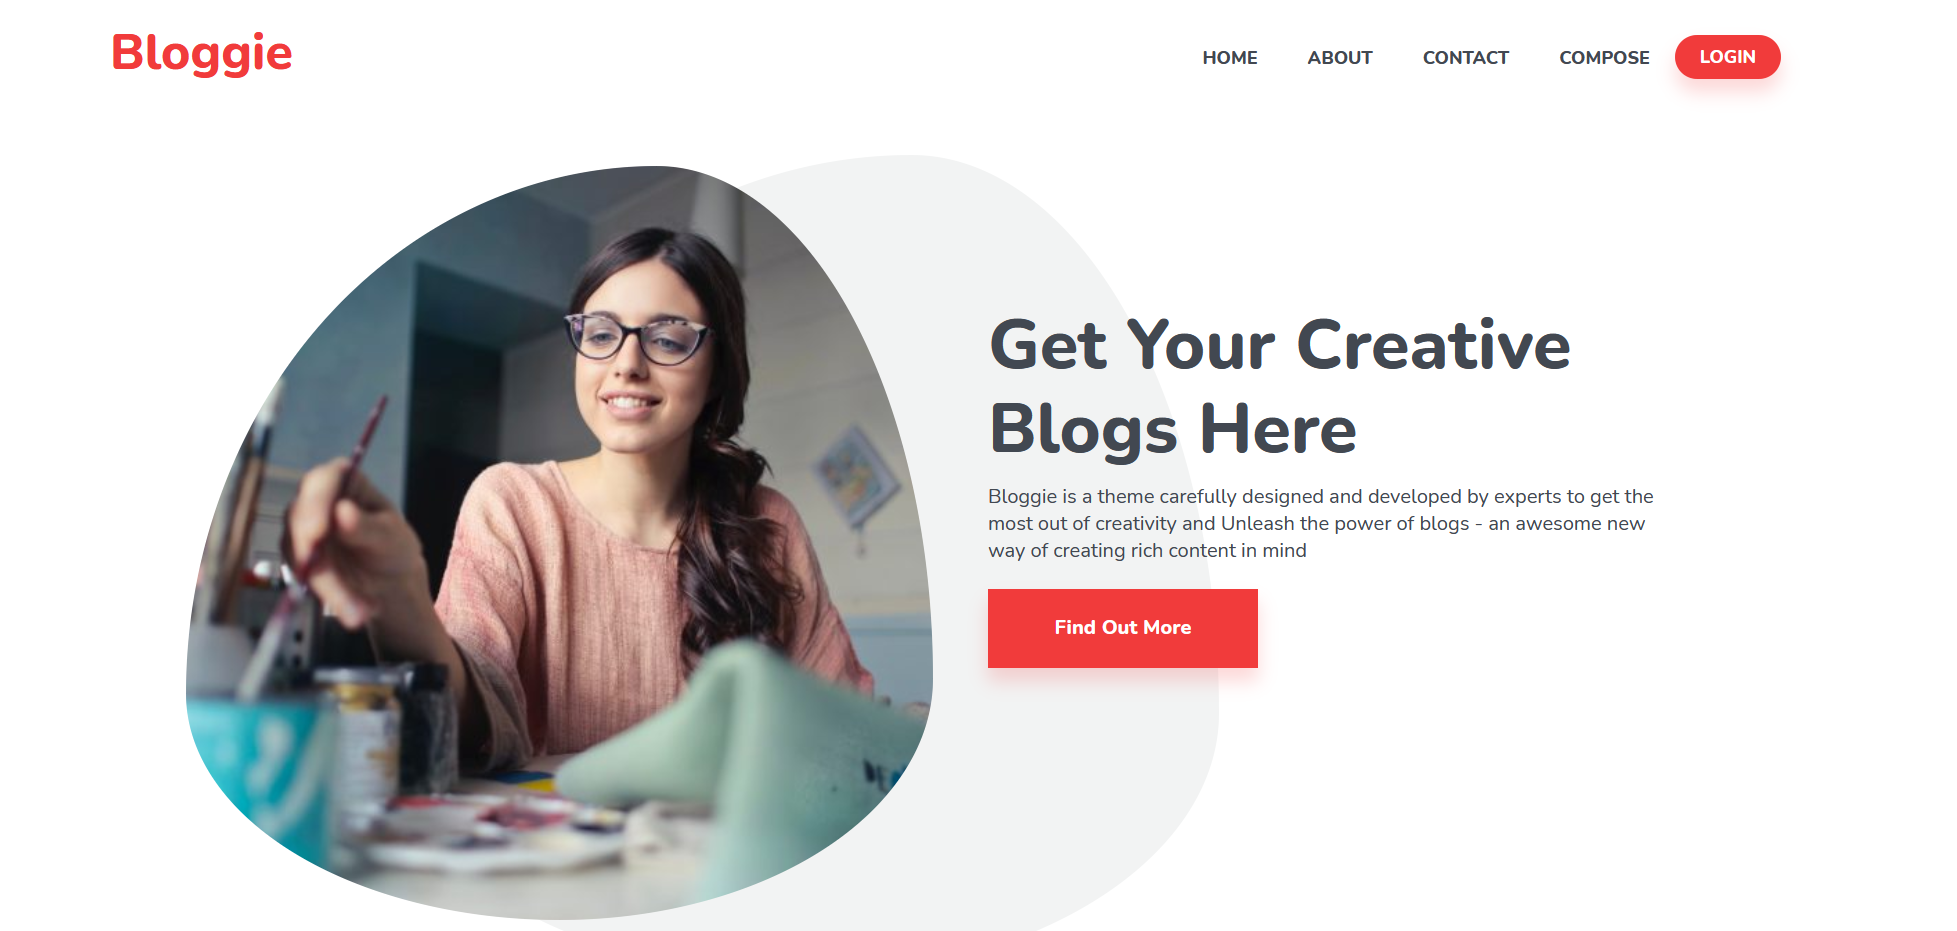 Bloggie
HOME ABOUT CONTACT COMPOSE LOGIN
Get Your Creative
Blogs Here
Bloggie is a theme carefully designed and developed by experts to get the
most out of creativity and Unleash the power of blogs - an awesome new
way of creating rich content in mind
Find Out More